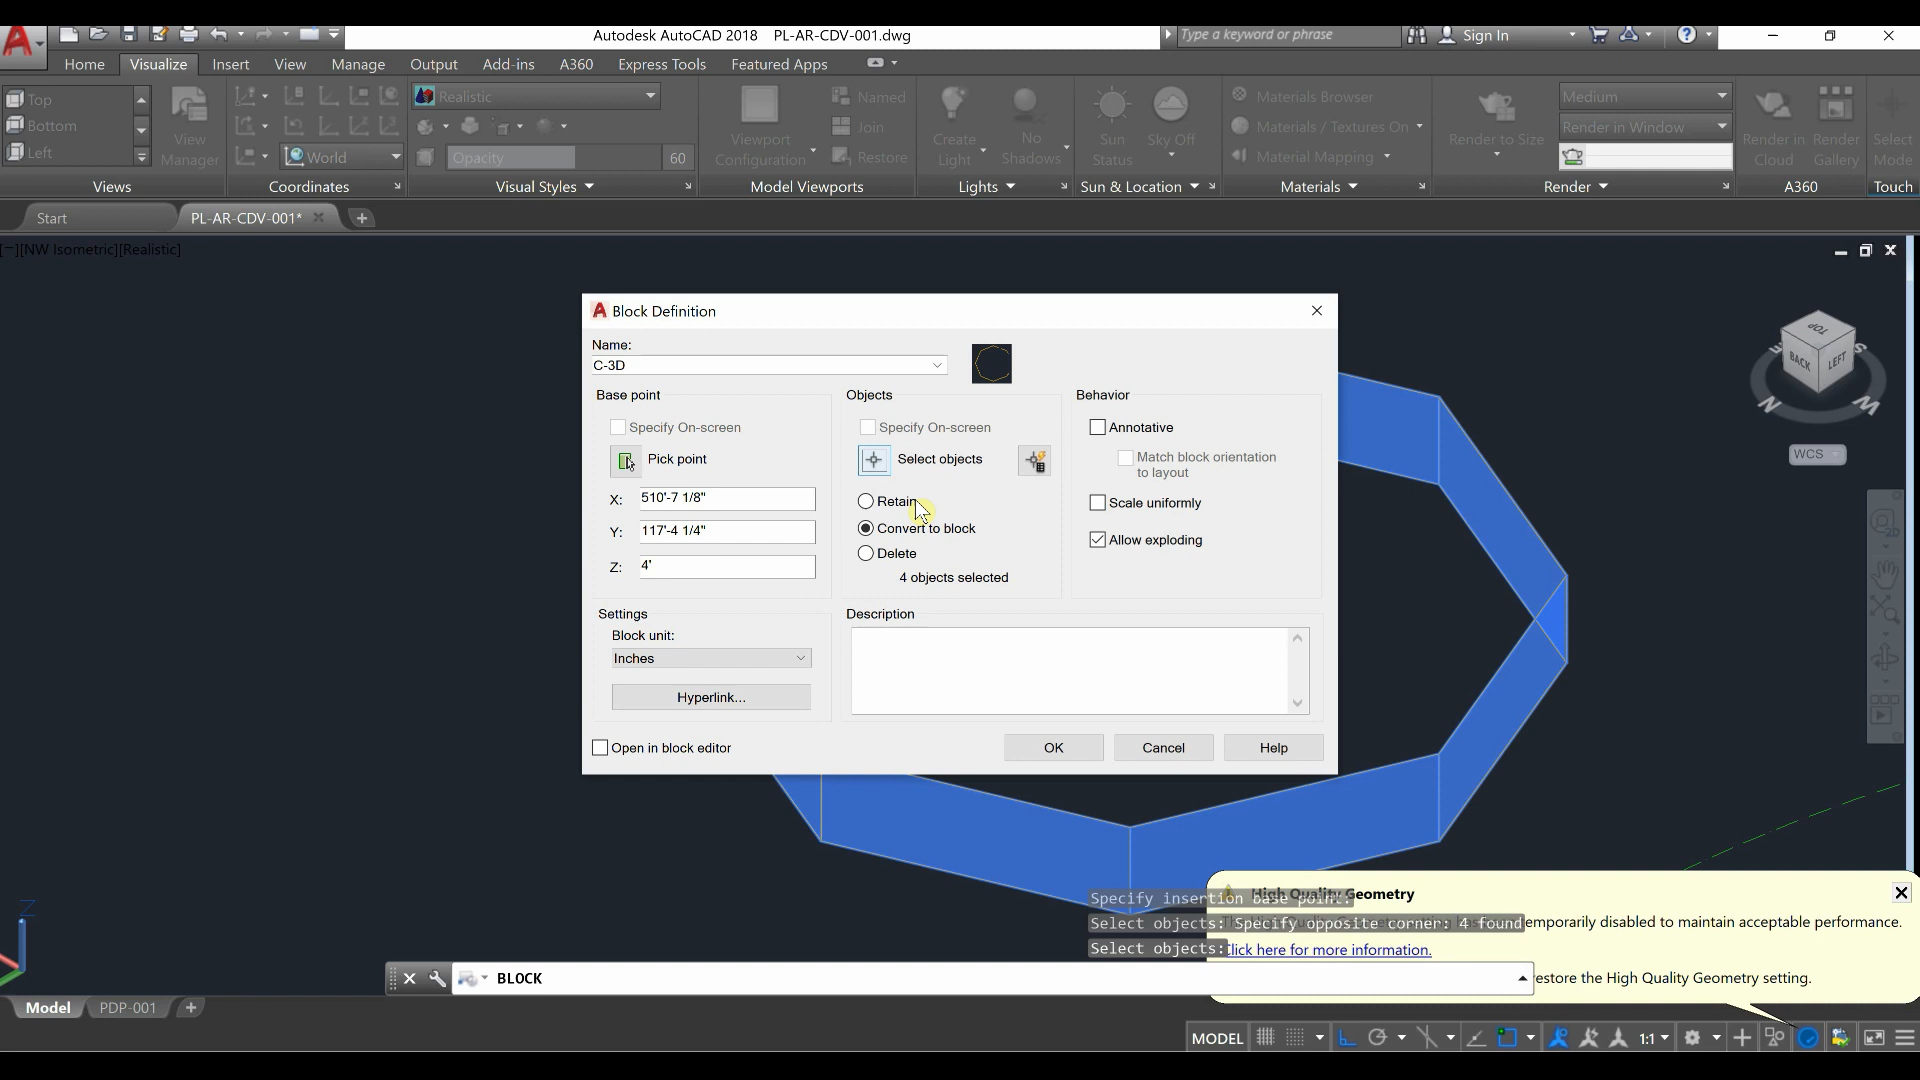 Autodesk AutoCAD 2018 PL-AR-CDV-001.dwg
Type a keyword or phrase
Sign In
Home Visualize Insert View Manage Output Add-ins A360 Express Tools Featured Apps
Top
Bottom
Left
View Manager
World
Realistic
Opacity 60
Viewport Configuration
Named
Join
Restore
Create Light
No Shadows
Sun Status
Sky Off
Materials Browser
Materials / Textures On
Material Mapping
Render to Size
Medium
Render in Window
Render in Cloud
Render Gallery
Select Mode
Views Coordinates Visual Styles Model Viewports Lights Sun & Location Materials Render A360 Touch
Start PL-AR-CDV-001*
[−][NW Isometric][Realistic]
TOP
BACK
LEFT
N
WCS
Block Definition
Name:
C-3D
Base point
Specify On-screen
Pick point
X: 510'-7 1/8"
Y: 117'-4 1/4"
Z: 4'
Objects
Specify On-screen
Select objects
Retain
Convert to block
Delete
4 objects selected
Behavior
Annotative
Match block orientation
to layout
Scale uniformly
Allow exploding
Settings
Block unit:
Inches
Hyperlink...
Description
Open in block editor
OK Cancel Help
High Quality Geometry
Specify insertion base point:
Select objects: Specify opposite corner: 4 found
emporarily disabled to maintain acceptable performance.
Select objects:
Click here for more information.
BLOCK
estore the High Quality Geometry setting.
Z
Model PDP-001
MODEL 1:1